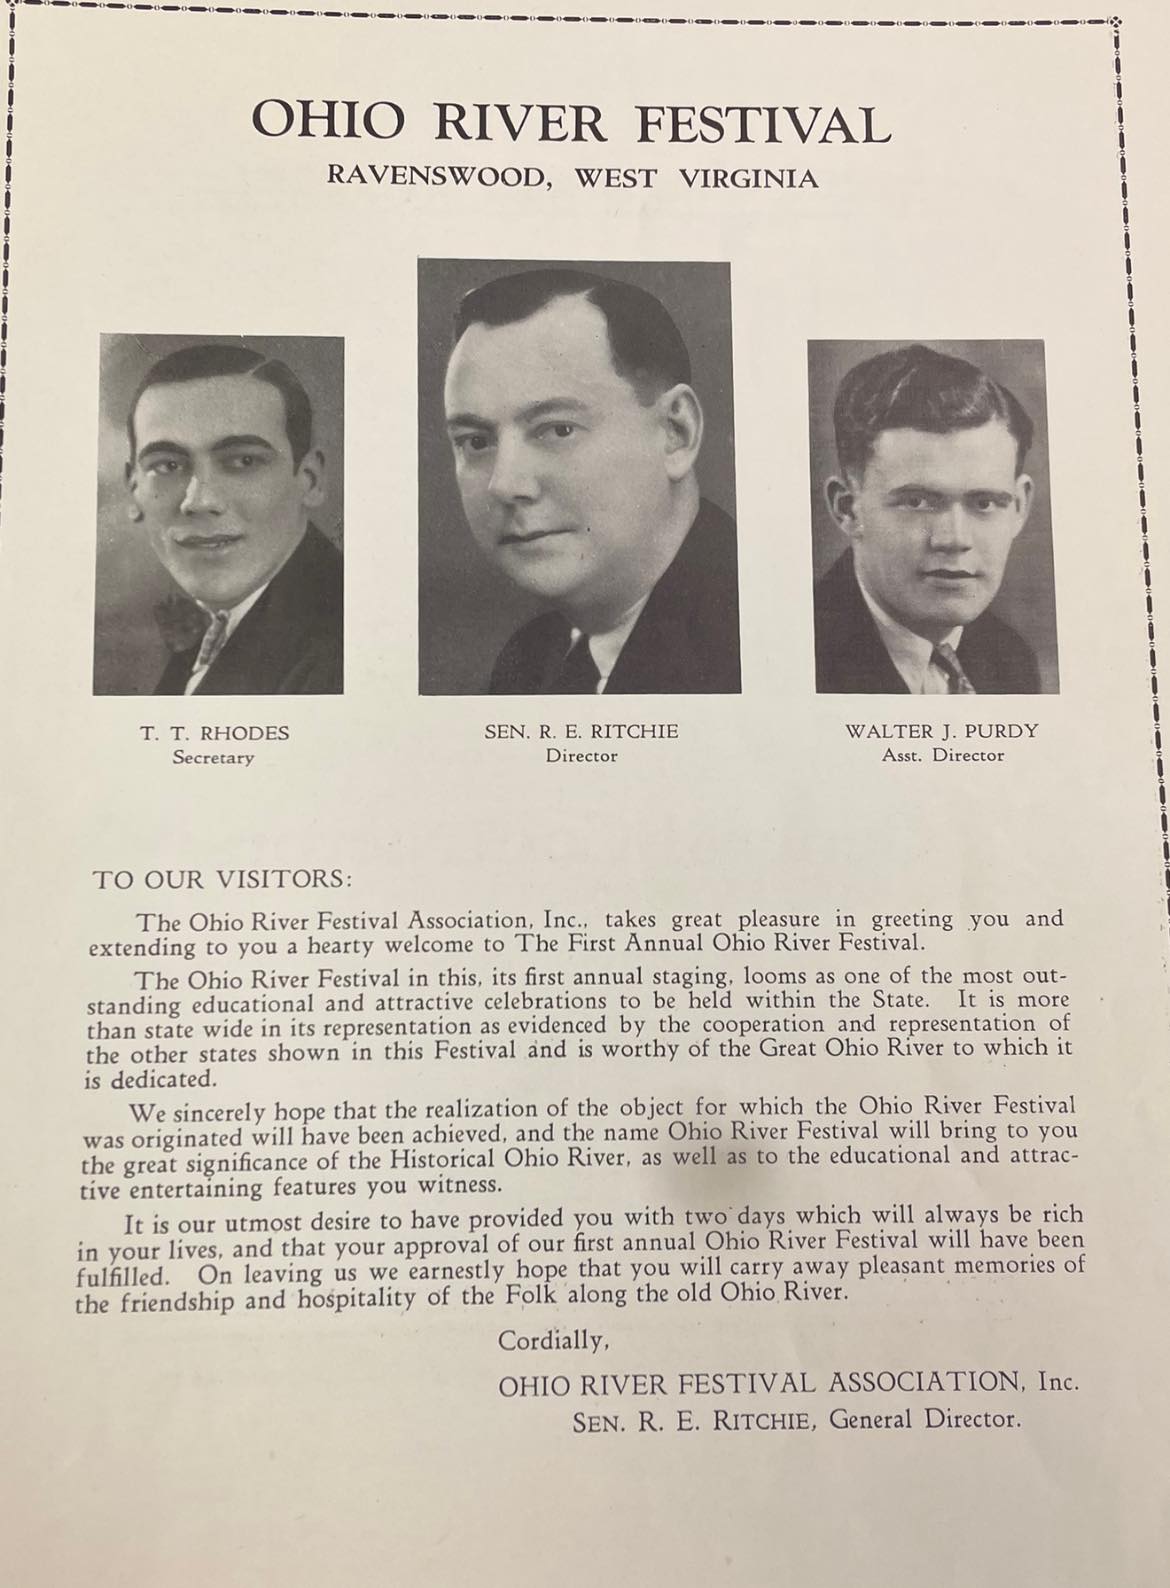 OHIO RIVER FESTIVAL
RAVENSWOOD, WEST VIRGINIA
T. T. RHODES
Secretary
SEN. R. E. RITCHIE
Director
WALTER J. PURDY
Asst. Director
TO OUR VISITORS:
The Ohio River Festival Association, Inc., takes great pleasure in greeting you and
extending to you a hearty welcome to The First Annual Ohio River Festival.
The Ohio River Festival in this, its first annual staging, looms as one of the most out-
standing educational and attractive celebrations to be held within the State. It is more
than state wide in its representation as evidenced by the cooperation and representation of
the other states shown in this Festival and is worthy of the Great Ohio River to which it
is dedicated.
We sincerely hope that the realization of the object for which the Ohio River Festival
was originated will have been achieved, and the name Ohio River Festival will bring to you
the great significance of the Historical Ohio River, as well as to the educational and attrac-
tive entertaining features you witness.
It is our utmost desire to have provided you with two days which will always be rich
in your lives, and that your approval of our first annual Ohio River Festival will have been
fulfilled. On leaving us we earnestly hope that you will carry away pleasant memories of
the friendship and hospitality of the Folk along the old Ohio River.
Cordially,
OHIO RIVER FESTIVAL ASSOCIATION, Inc.
SEN. R. E. RITCHIE, General Director.